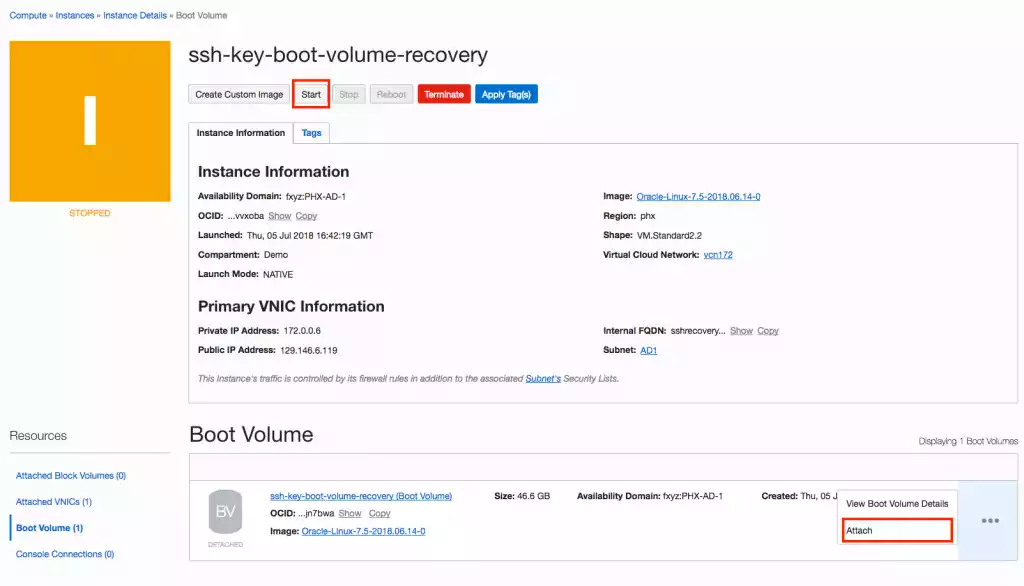 Compute » Instances » Instance Details » Boot Volume
I
STOPPED
ssh-key-boot-volume-recovery
Create Custom Image Start Stop Reboot Terminate Apply Tag(s)
Instance Information Tags
Instance Information
Availability Domain: fxyz:PHX-AD-1
OCID: ...vvxoba Show Copy
Launched: Thu, 05 Jul 2018 16:42:19 GMT
Compartment: Demo
Launch Mode: NATIVE
Image: Oracle-Linux-7.5-2018.06.14-0
Region: phx
Shape: VM.Standard2.2
Virtual Cloud Network: vcn172
Primary VNIC Information
Private IP Address: 172.0.0.6
Public IP Address: 129.146.6.119
Internal FQDN: sshrecovery... Show Copy
Subnet: AD1
This Instance's traffic is controlled by its firewall rules in addition to the associated Subnet's Security Lists.
Resources
Attached Block Volumes (0)
Attached VNICs (1)
Boot Volume (1)
Console Connections (0)
Boot Volume
Displaying 1 Boot Volumes
BV
DETACHED
ssh-key-boot-volume-recovery (Boot Volume)
OCID: ...jn7bwa Show Copy
Image: Oracle-Linux-7.5-2018.06.14-0
Size: 46.6 GB
Availability Domain: fxyz:PHX-AD-1
Created: Thu, 05 J
View Boot Volume Details
Attach